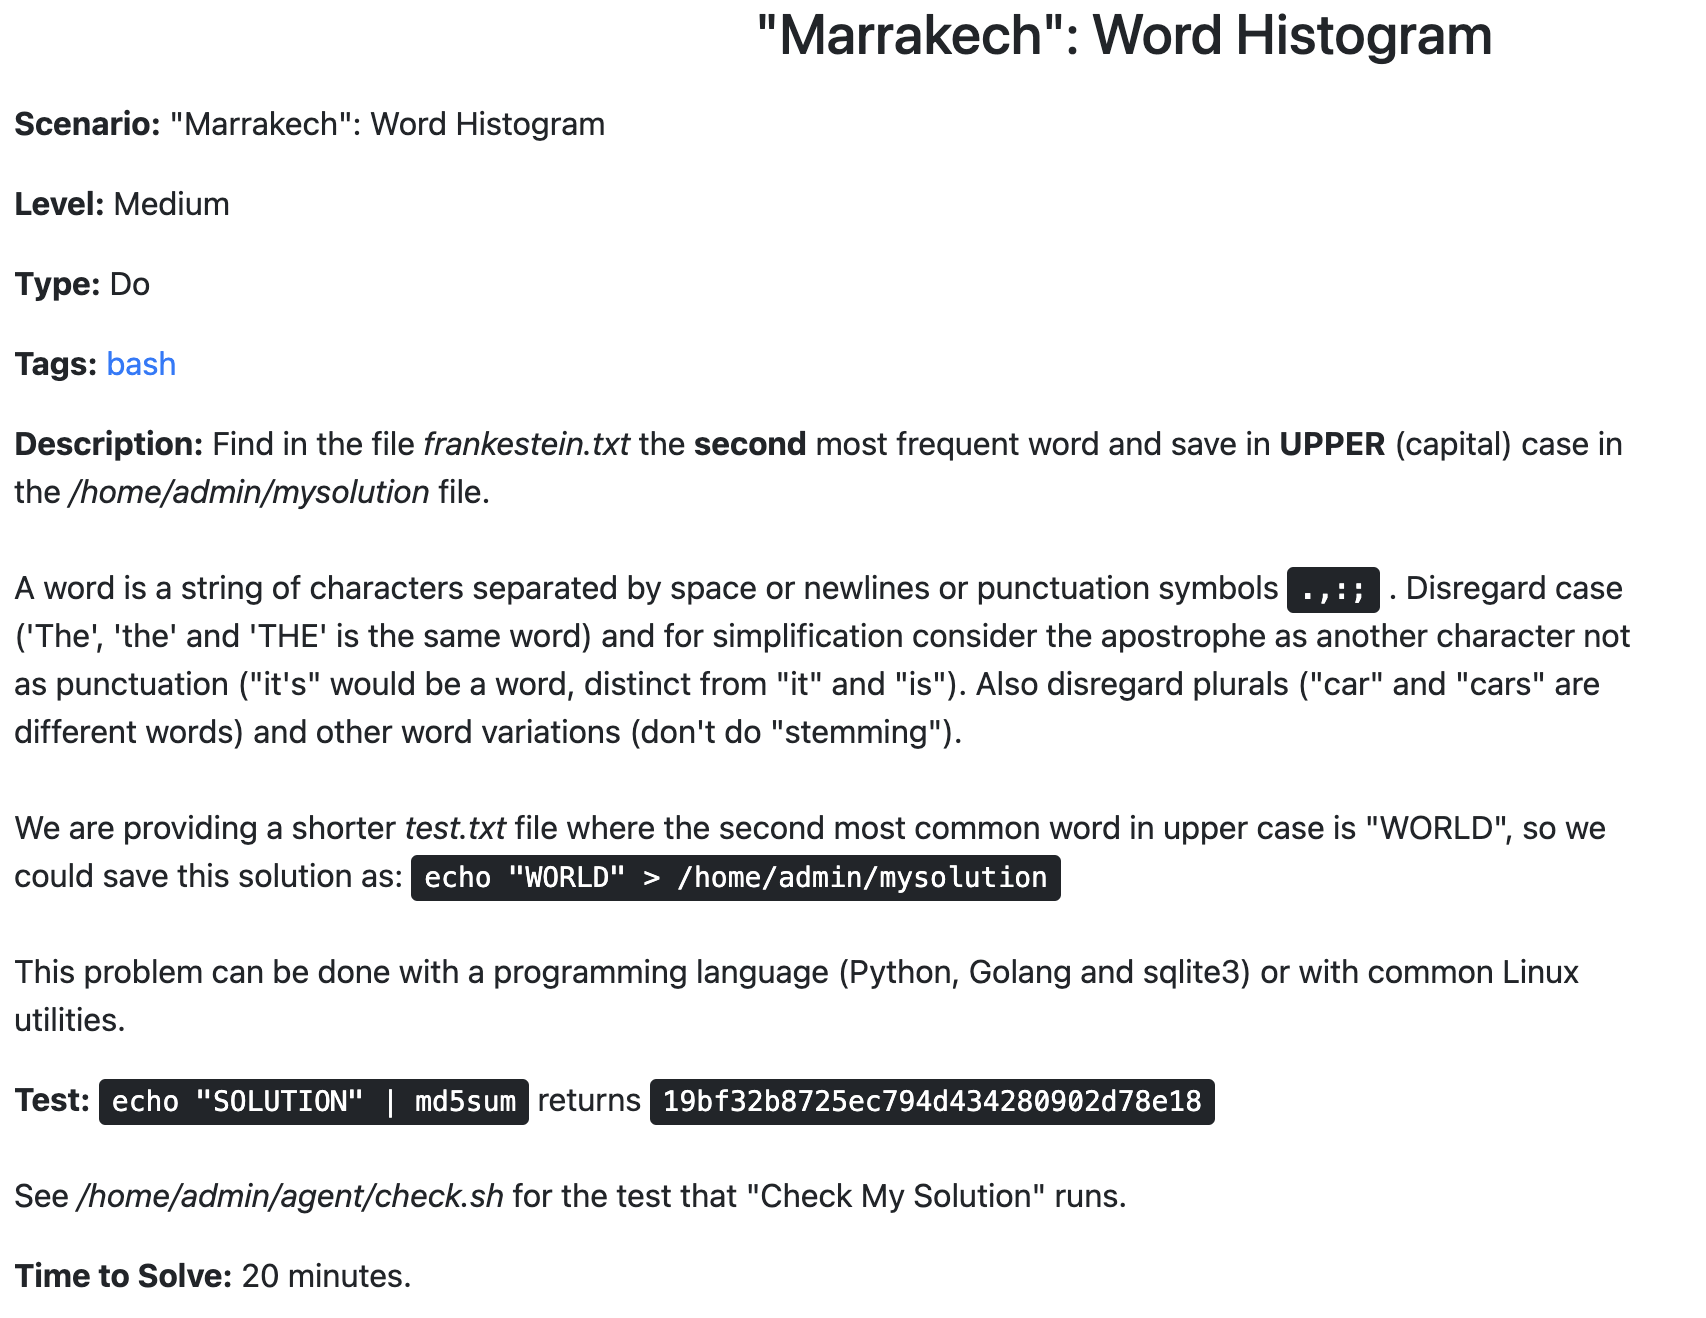 "Marrakech": Word Histogram
Scenario: "Marrakech": Word Histogram
Level: Medium
Type: Do
Tags: bash
Description: Find in the file frankestein.txt the second most frequent word and save in UPPER (capital) case in
the /home/admin/mysolution file.
A word is a string of characters separated by space or newlines or punctuation symbols .,:; . Disregard case
('The', 'the' and 'THE' is the same word) and for simplification consider the apostrophe as another character not
as punctuation ("it's" would be a word, distinct from "it" and "is"). Also disregard plurals ("car" and "cars" are
different words) and other word variations (don't do "stemming").
We are providing a shorter test.txt file where the second most common word in upper case is "WORLD", so we
could save this solution as: echo "WORLD" > /home/admin/mysolution
This problem can be done with a programming language (Python, Golang and sqlite3) or with common Linux
utilities.
Test: echo "SOLUTION" | md5sum returns 19bf32b8725ec794d434280902d78e18
See /home/admin/agent/check.sh for the test that "Check My Solution" runs.
Time to Solve: 20 minutes.